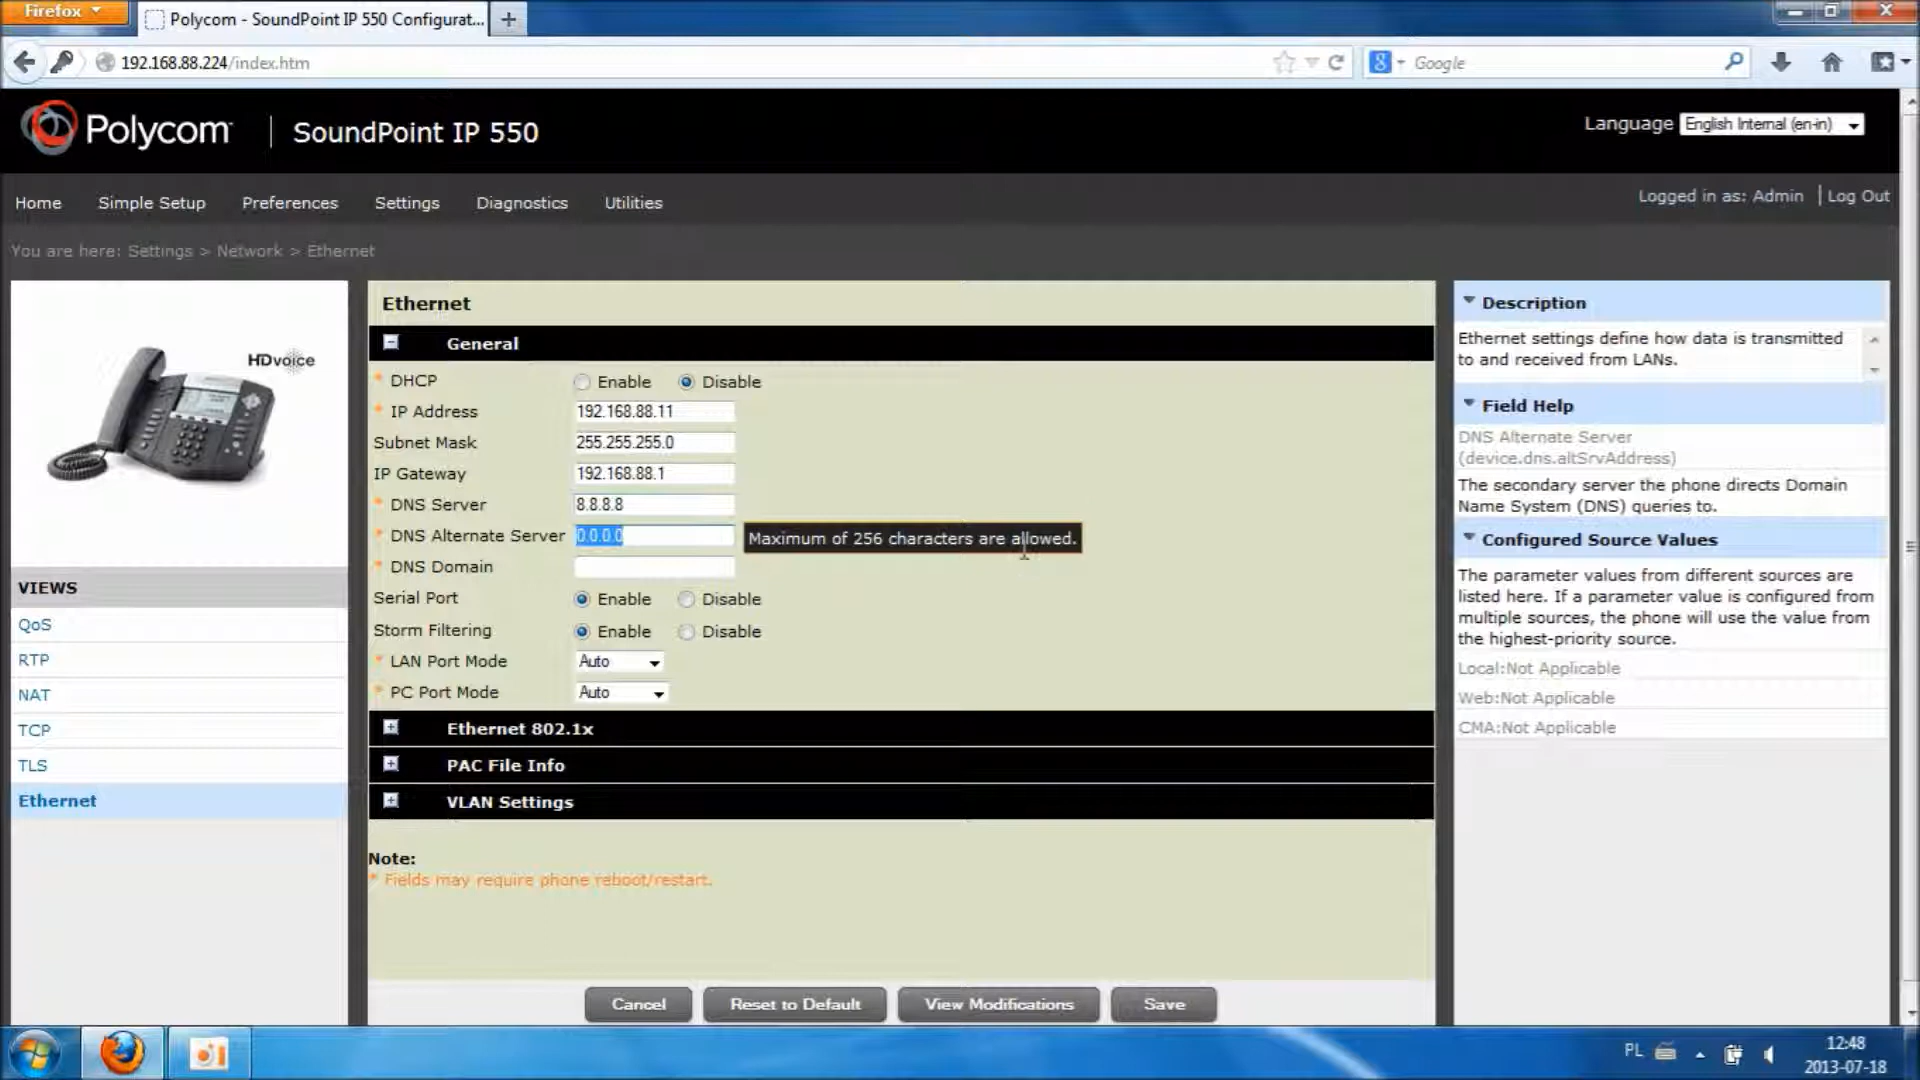 Firefox
Polycom - SoundPoint IP 550 Configurat...
192.168.88.224/index.htm
Google
Polycom
SoundPoint IP 550
Language
English Internal (en-in)
Home
Simple Setup
Preferences
Settings
Diagnostics
Utilities
Logged in as: Admin
Log Out
You are here: Settings > Network > Ethernet
HDvoice
VIEWS
QoS
RTP
NAT
TCP
TLS
Ethernet
Ethernet
General
* DHCP Enable Disable
* IP Address 192.168.88.11
Subnet Mask 255.255.255.0
IP Gateway 192.168.88.1
* DNS Server 8.8.8.8
* DNS Alternate Server 0.0.0.0 Maximum of 256 characters are allowed.
* DNS Domain
Serial Port Enable Disable
Storm Filtering Enable Disable
* LAN Port Mode Auto
* PC Port Mode Auto
Ethernet 802.1x
PAC File Info
VLAN Settings
Note:
* Fields may require phone reboot/restart.
Cancel
Reset to Default
View Modifications
Save
Description
Ethernet settings define how data is transmitted
to and received from LANs.
Field Help
DNS Alternate Server
(device.dns.altSrvAddress)
The secondary server the phone directs Domain
Name System (DNS) queries to.
Configured Source Values
The parameter values from different sources are
listed here. If a parameter value is configured from
multiple sources, the phone will use the value from
the highest-priority source.
Local:Not Applicable
Web:Not Applicable
CMA:Not Applicable
PL
12:48
2013-07-18